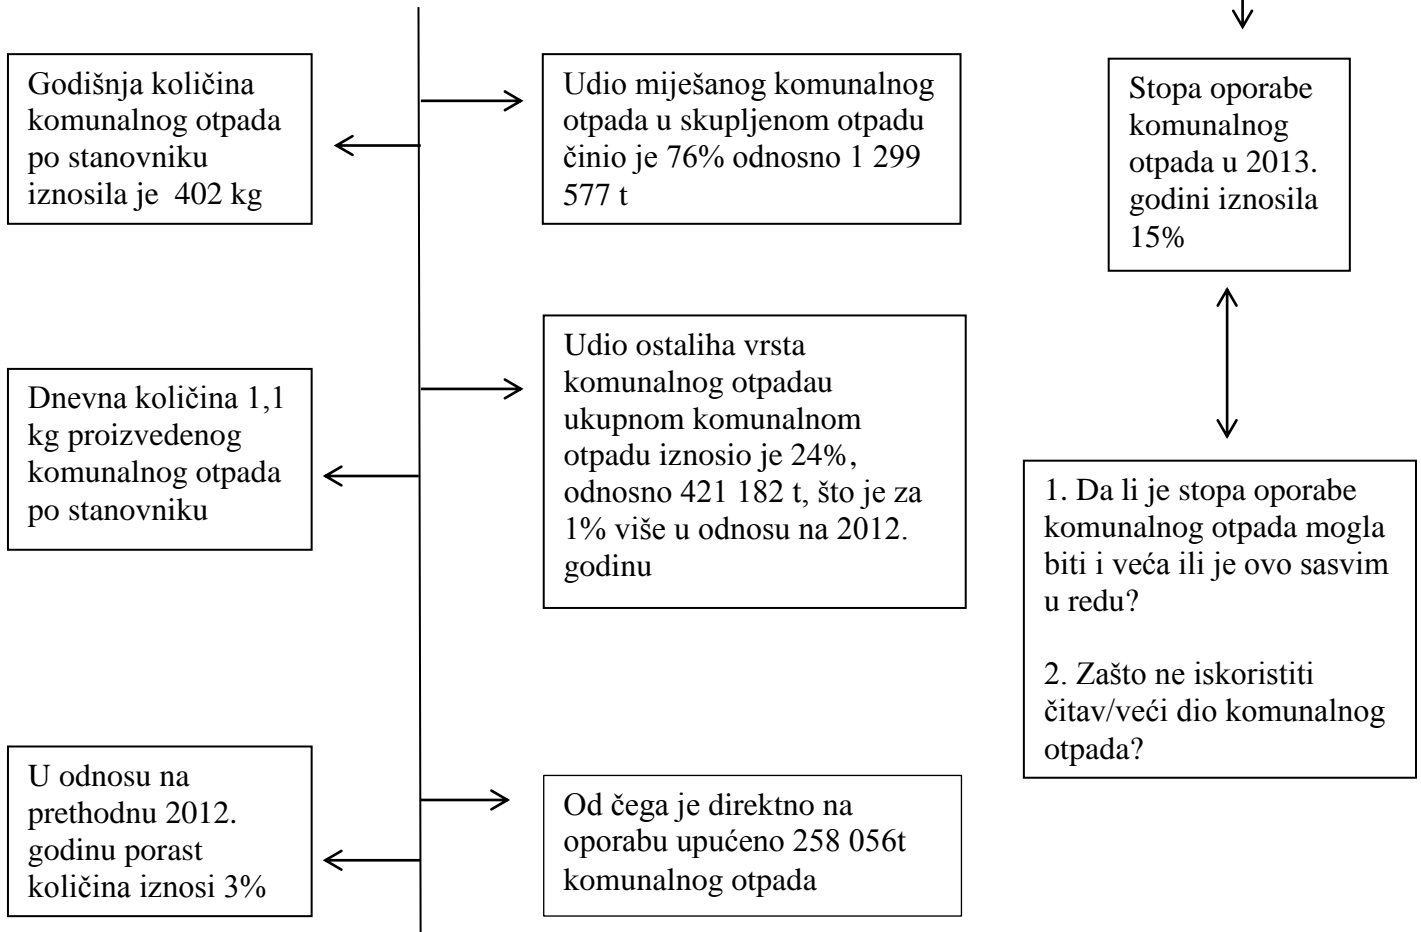 Godišnja količina
komunalnog otpada
po stanovniku
iznosila je  402 kg
Udio miješanog komunalnog
otpada u skupljenom otpadu
činio je 76% odnosno 1 299
577 t
Stopa oporabe
komunalnog
otpada u 2013.
godini iznosila
15%
Dnevna količina 1,1
kg proizvedenog
komunalnog otpada
po stanovniku
Udio ostaliha vrsta
komunalnog otpadau
ukupnom komunalnom
otpadu iznosio je 24%,
odnosno 421 182 t, što je za
1% više u odnosu na 2012.
godinu
1. Da li je stopa oporabe
komunalnog otpada mogla
biti i veća ili je ovo sasvim
u redu?
2. Zašto ne iskoristiti
čitav/veći dio komunalnog
otpada?
U odnosu na
prethodnu 2012.
godinu porast
količina iznosi 3%
Od čega je direktno na
oporabu upućeno 258 056t
komunalnog otpada